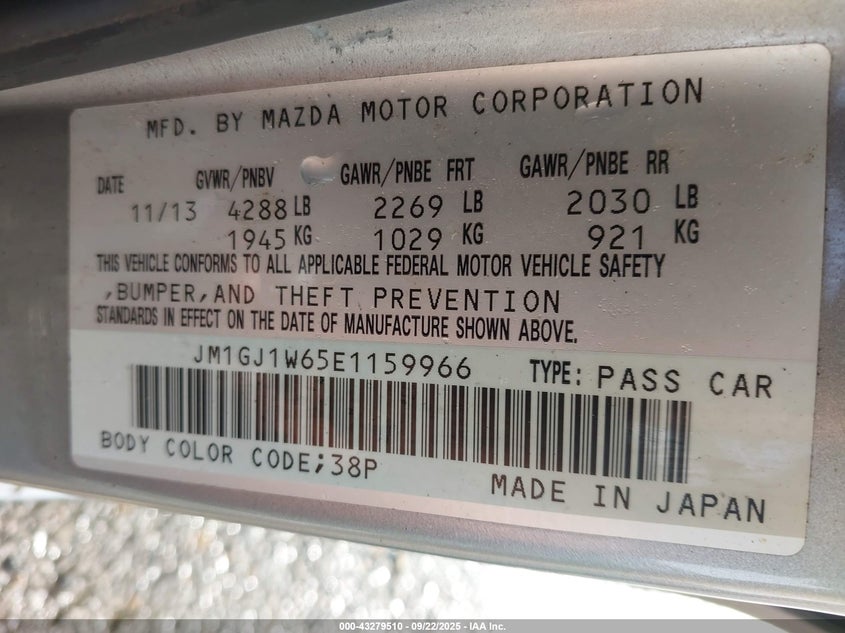 MFD. BY MAZDA MOTOR CORPORATION
DATE GVWR/PNBV GAWR/PNBE FRT GAWR/PNBE RR
11/13 4288 LB 2269 LB 2030 LB
1945 KG 1029 KG 921 KG
THIS VEHICLE CONFORMS TO ALL APPLICABLE FEDERAL MOTOR VEHICLE SAFETY
,BUMPER,AND THEFT PREVENTION
STANDARDS IN EFFECT ON THE DATE OF MANUFACTURE SHOWN ABOVE.
JM1GJ1W65E1159966 TYPE: PASS CAR
BODY COLOR CODE;38P
MADE IN JAPAN
000-43279510 - 09/22/2025 - IAA Inc.